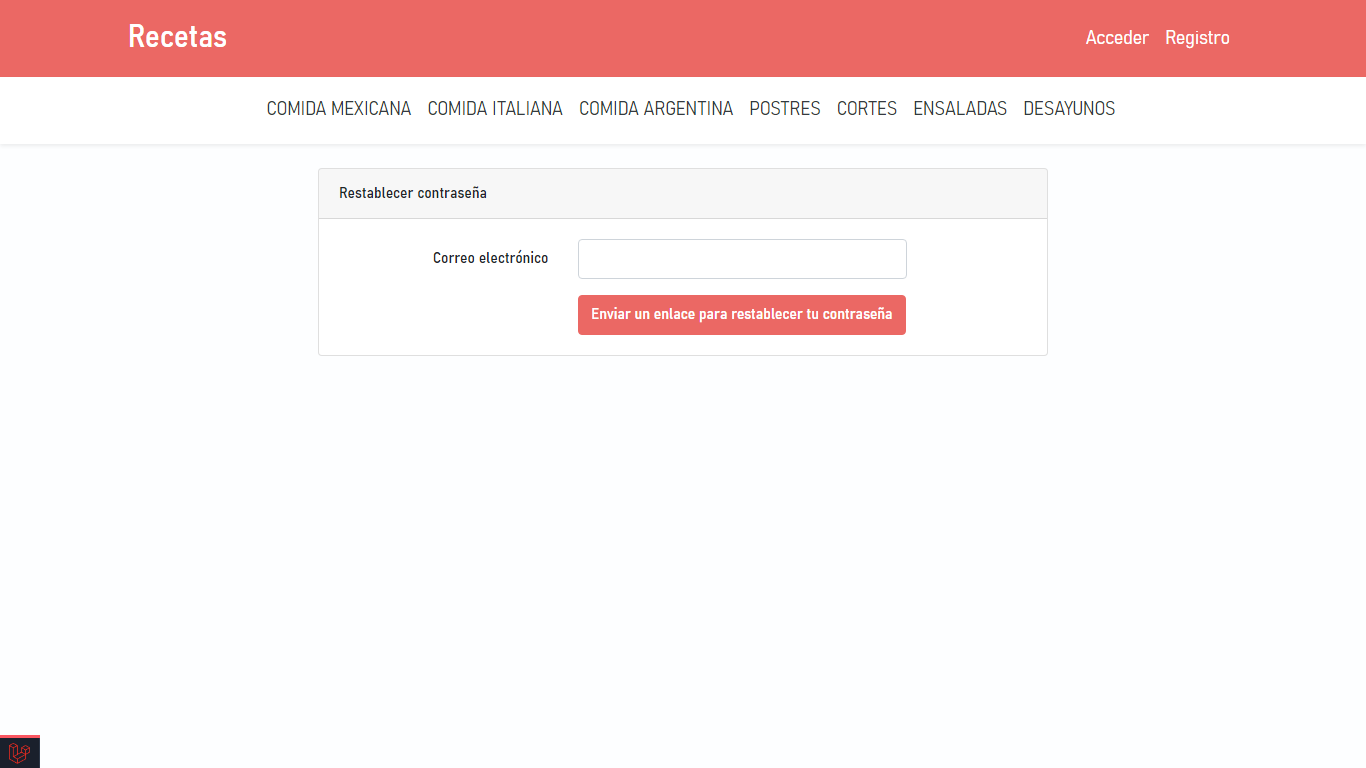 Recetas
Acceder Registro
COMIDA MEXICANA COMIDA ITALIANA COMIDA ARGENTINA POSTRES CORTES ENSALADAS DESAYUNOS
Restablecer contraseña
Correo electrónico
Enviar un enlace para restablecer tu contraseña